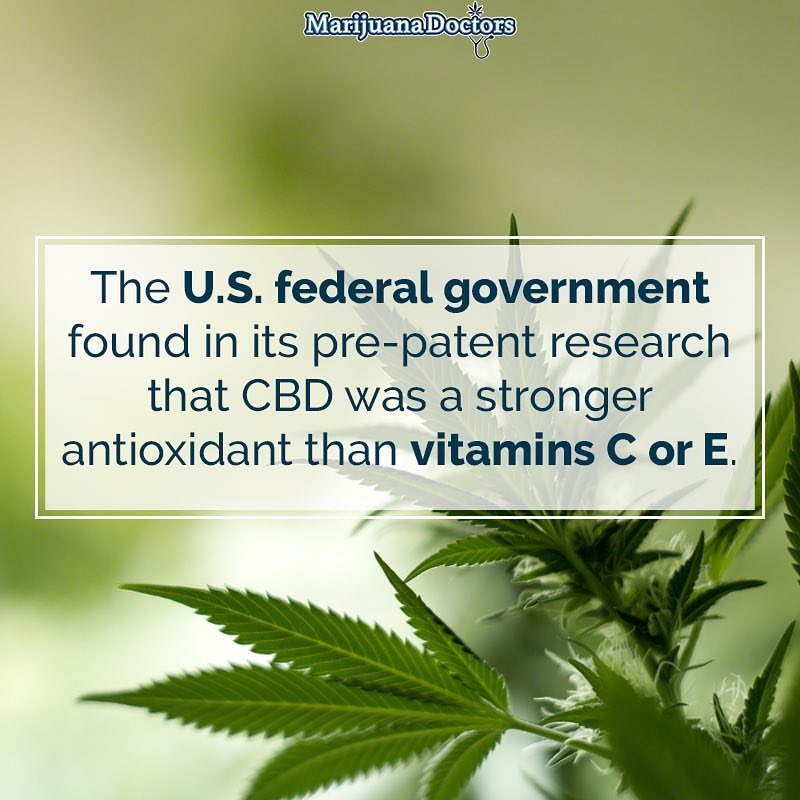 MarijuanaDoctors
The U.S. federal government
found in its pre-patent research
that CBD was a stronger
antioxidant than vitamins C or E.